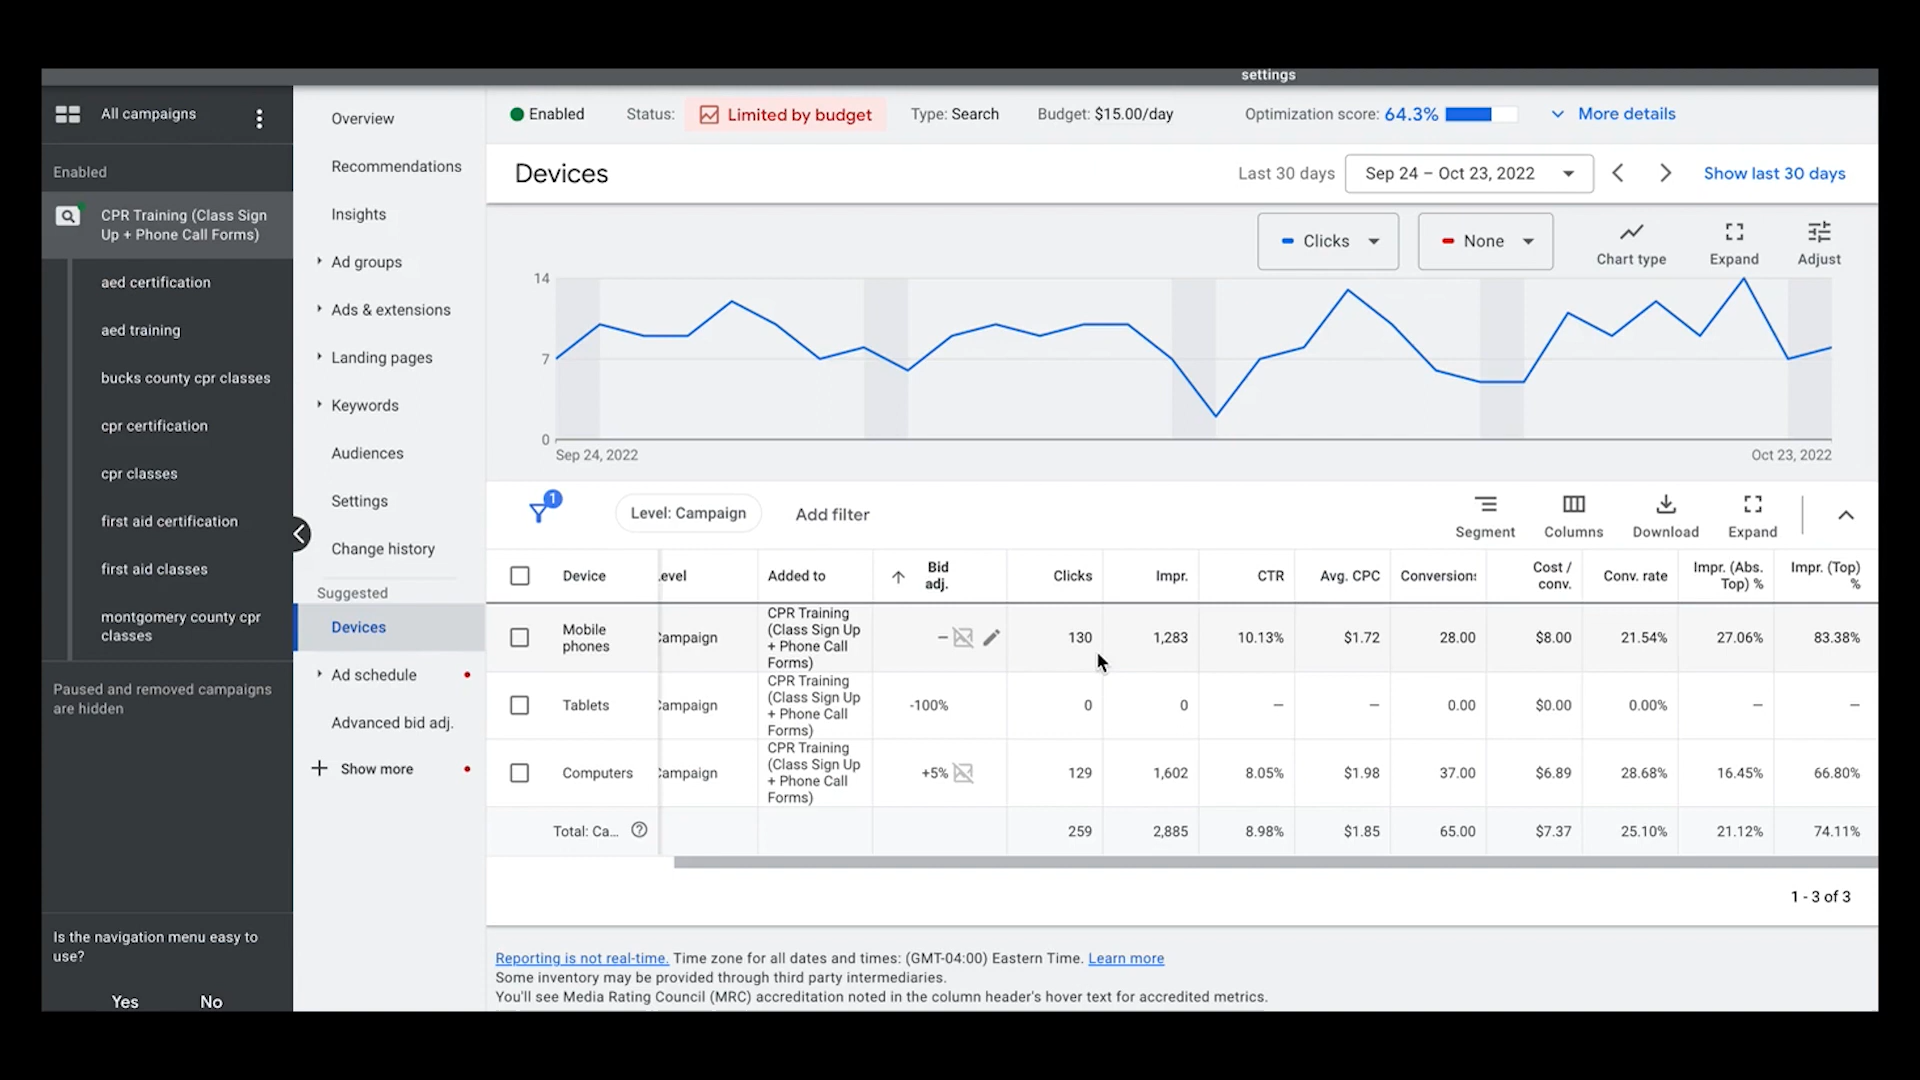 settings
All campaigns
Enabled
CPR Training (Class Sign
Up + Phone Call Forms)
aed certification
aed training
bucks county cpr classes
cpr certification
cpr classes
first aid certification
first aid classes
montgomery county cpr
classes
Paused and removed campaigns
are hidden
Is the navigation menu easy to
use?
Yes No
Overview
Recommendations
Insights
Ad groups
Ads & extensions
Landing pages
Keywords
Audiences
Settings
Change history
Suggested
Devices
Ad schedule
Advanced bid adj.
Show more
Enabled Status: Limited by budget Type: Search Budget: $15.00/day Optimization score: 64.3% More details
Devices Last 30 days Sep 24 – Oct 23, 2022 Show last 30 days
Clicks None Chart type Expand Adjust
14
7
0
Sep 24, 2022 Oct 23, 2022
1 Level: Campaign Add filter Segment Columns Download Expand
Device .evel Added to Bid adj. Clicks Impr. CTR Avg. CPC Conversion: Cost / conv. Conv. rate Impr. (Abs. Top) % Impr. (Top) %
Mobile phones Campaign CPR Training (Class Sign Up + Phone Call Forms) – 130 1,283 10.13% $1.72 28.00 $8.00 21.54% 27.06% 83.38%
Tablets Campaign CPR Training (Class Sign Up + Phone Call Forms) -100% 0 0 – – 0.00 $0.00 0.00% – –
Computers Campaign CPR Training (Class Sign Up + Phone Call Forms) +5% 129 1,602 8.05% $1.98 37.00 $6.89 28.68% 16.45% 66.80%
Total: Ca... 259 2,885 8.98% $1.85 65.00 $7.37 25.10% 21.12% 74.11%
1 - 3 of 3
Reporting is not real-time. Time zone for all dates and times: (GMT-04:00) Eastern Time. Learn more
Some inventory may be provided through third party intermediaries.
You'll see Media Rating Council (MRC) accreditation noted in the column header's hover text for accredited metrics.